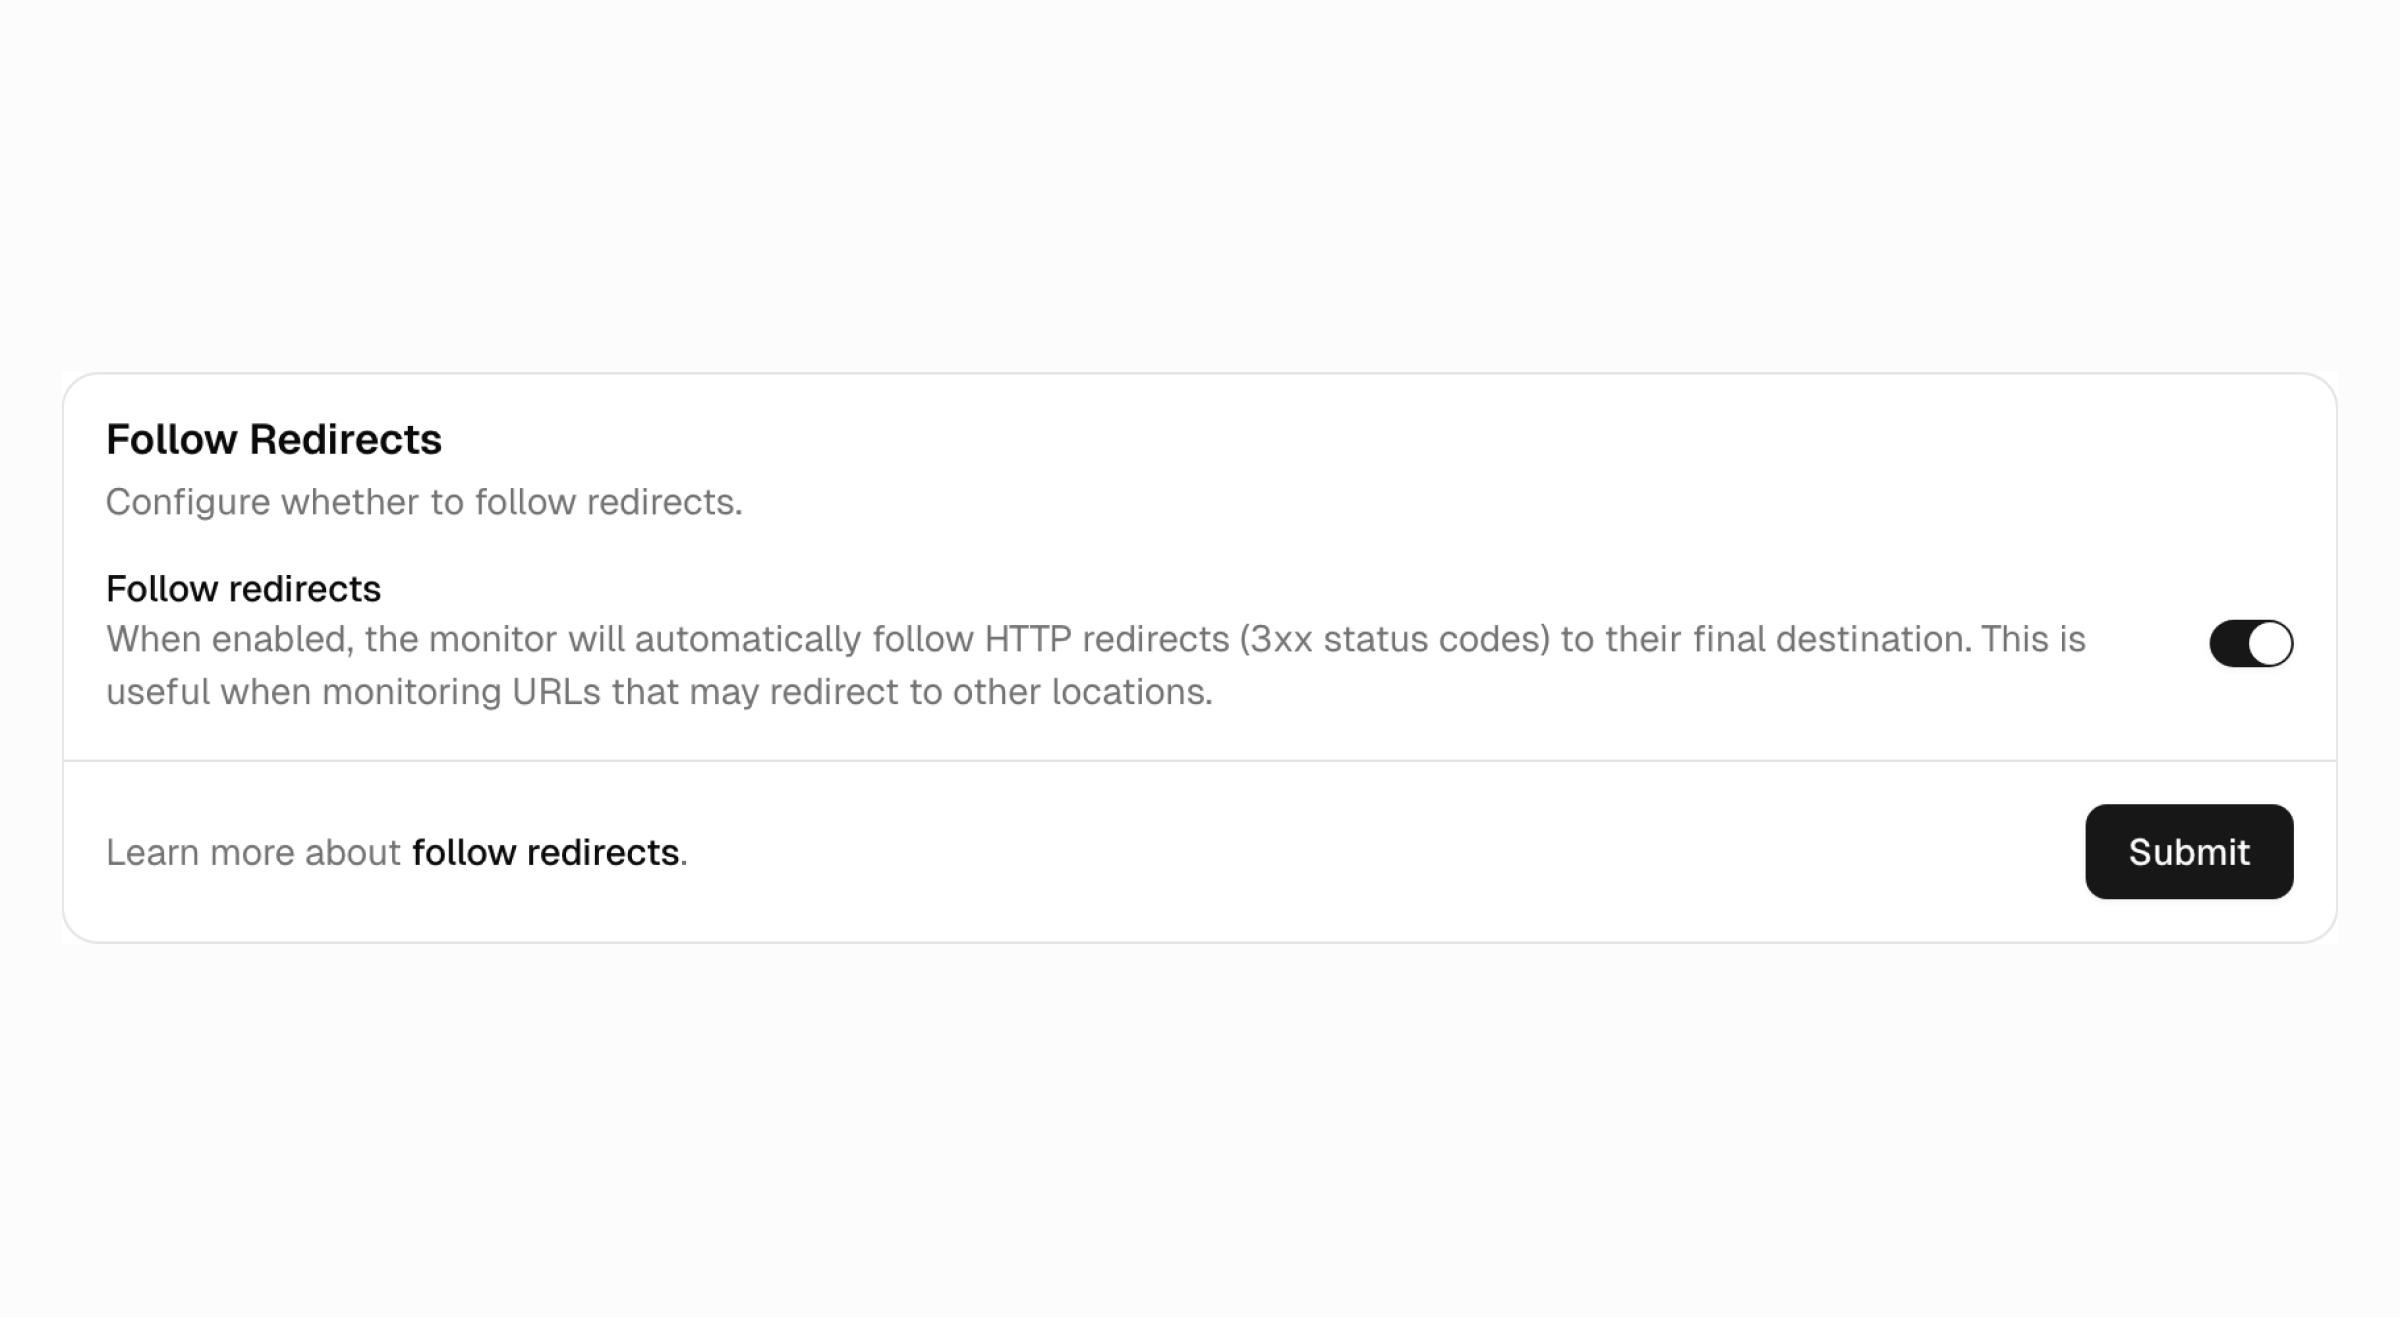 Follow Redirects
Configure whether to follow redirects.
Follow redirects
When enabled, the monitor will automatically follow HTTP redirects (3xx status codes) to their final destination. This is
useful when monitoring URLs that may redirect to other locations.
Learn more about follow redirects.
Submit